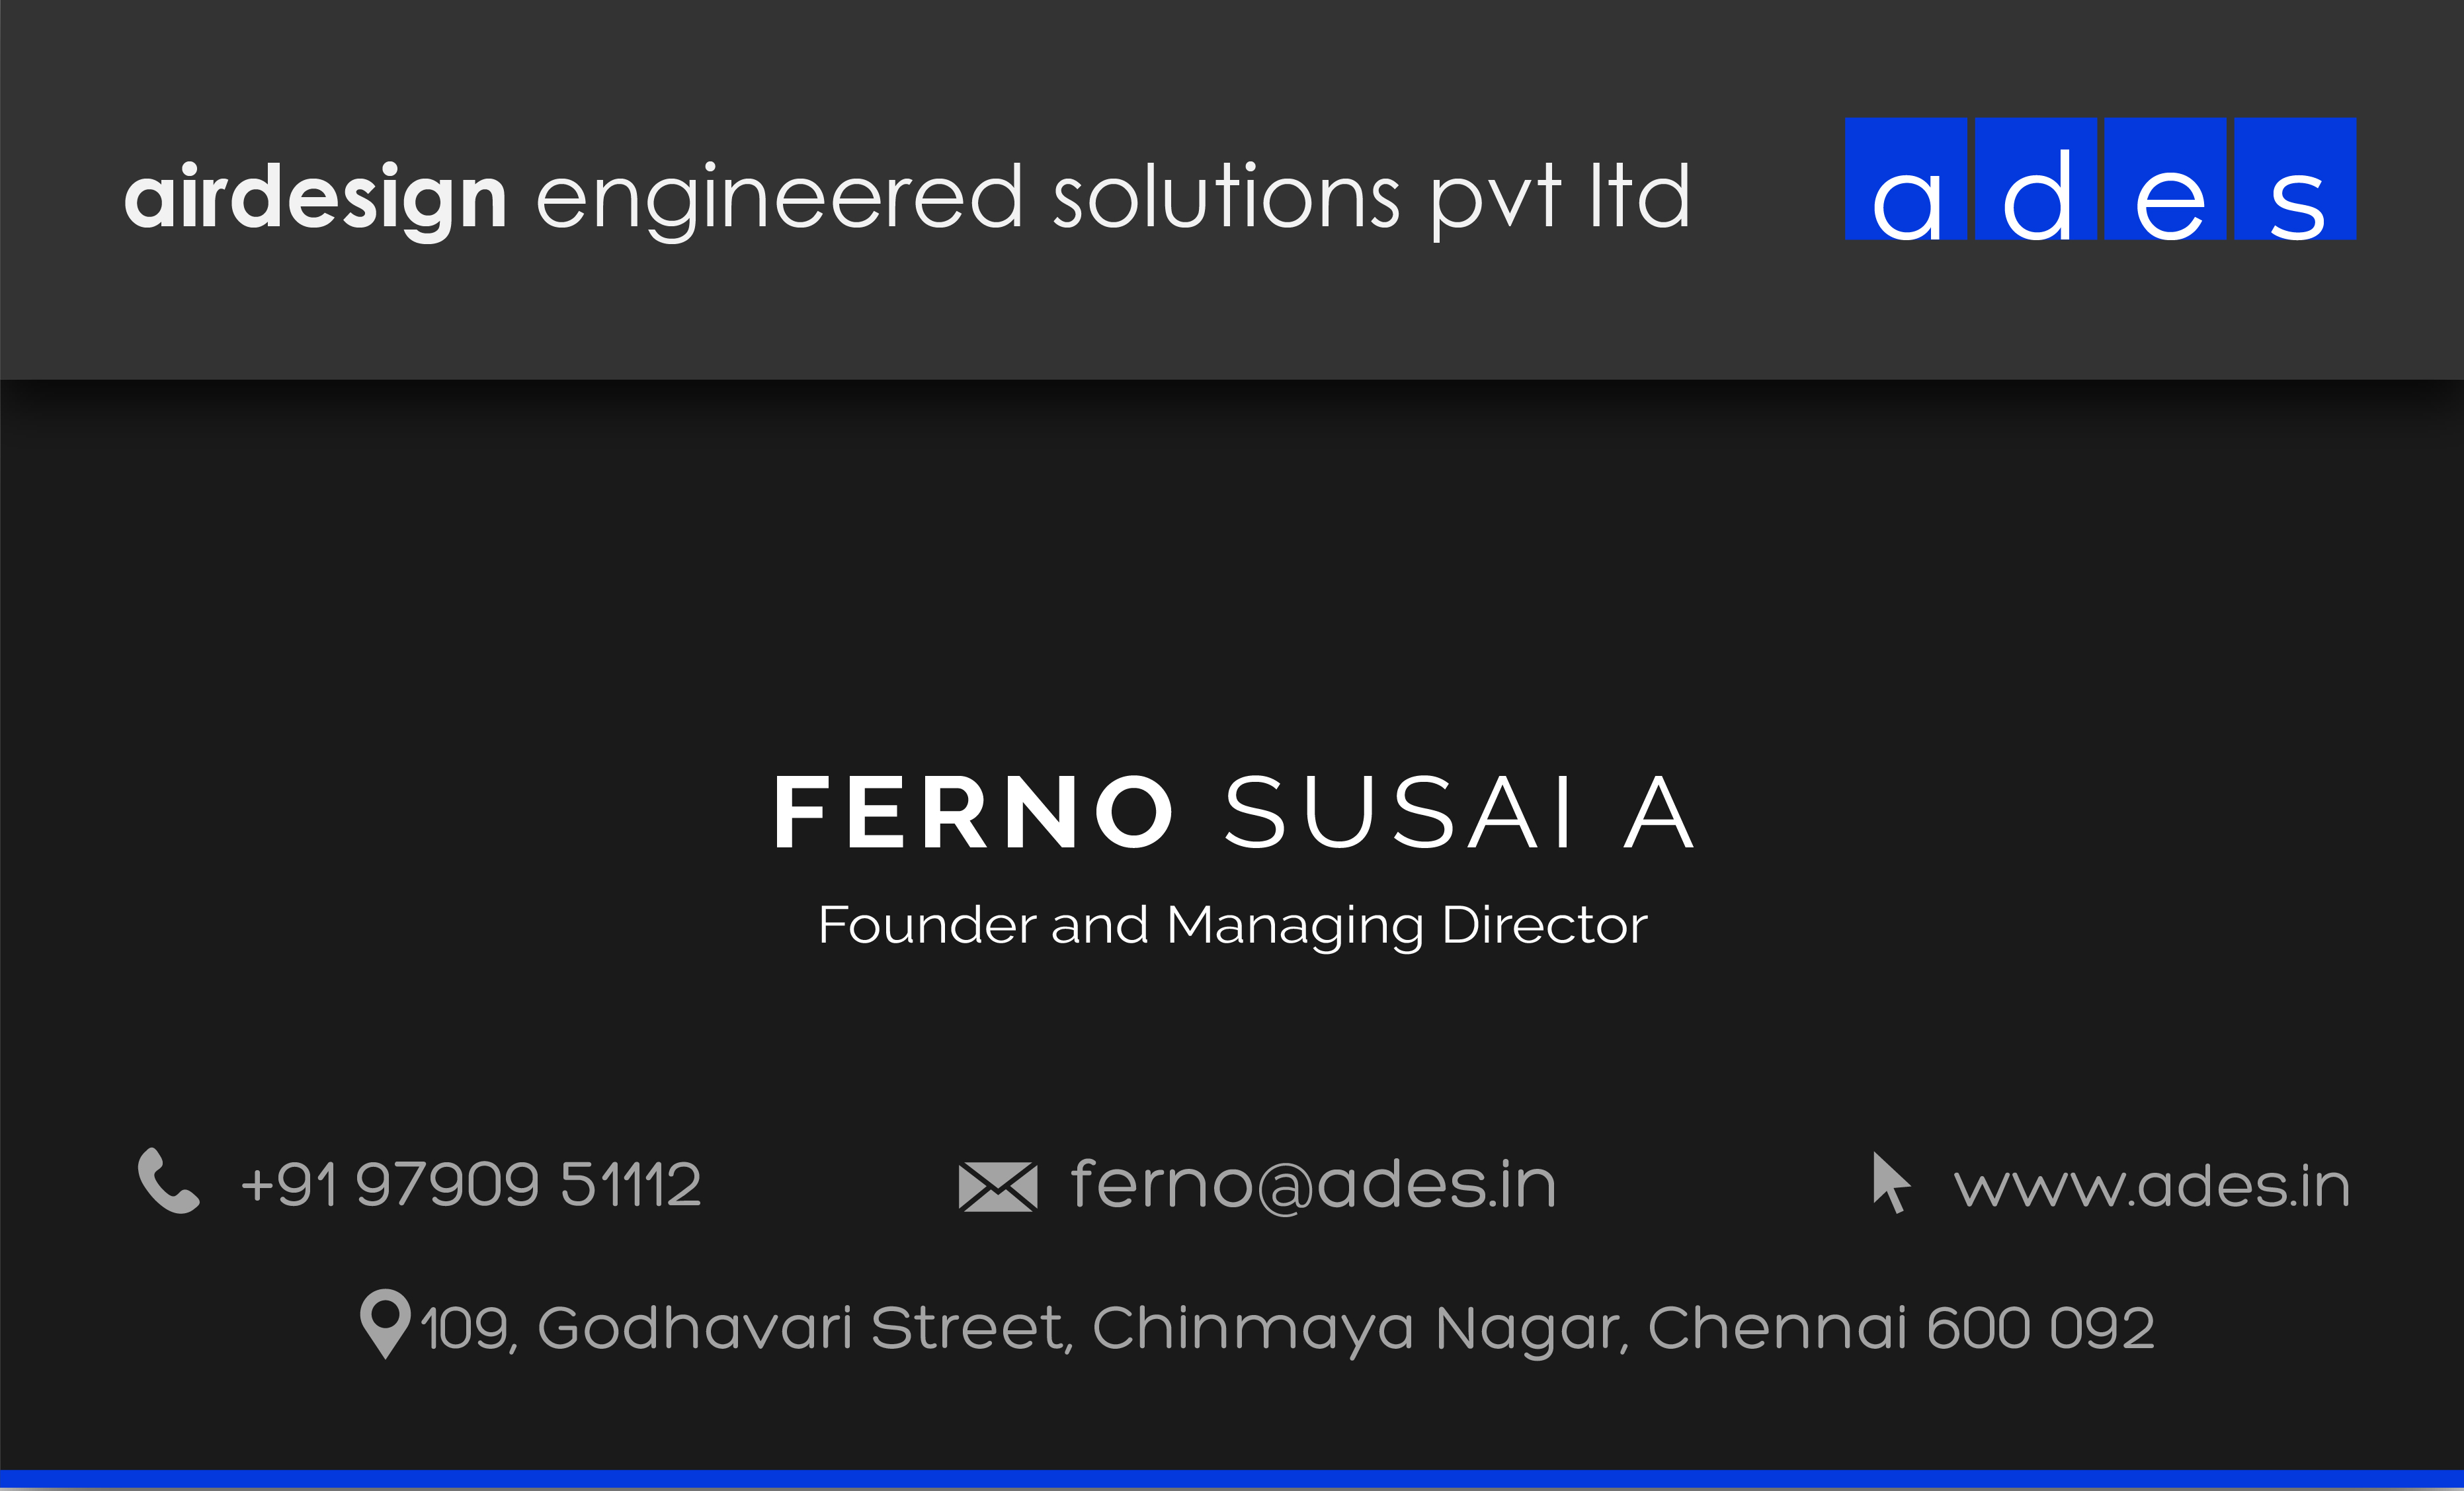 airdesign engineered solutions pvt ltd
ades
FERNO SUSAI A
Founder and Managing Director
+91 97909 51112
ferno@ades.in
www.ades.in
109, Godhavari Street, Chinmaya Nagar, Chennai 600 092